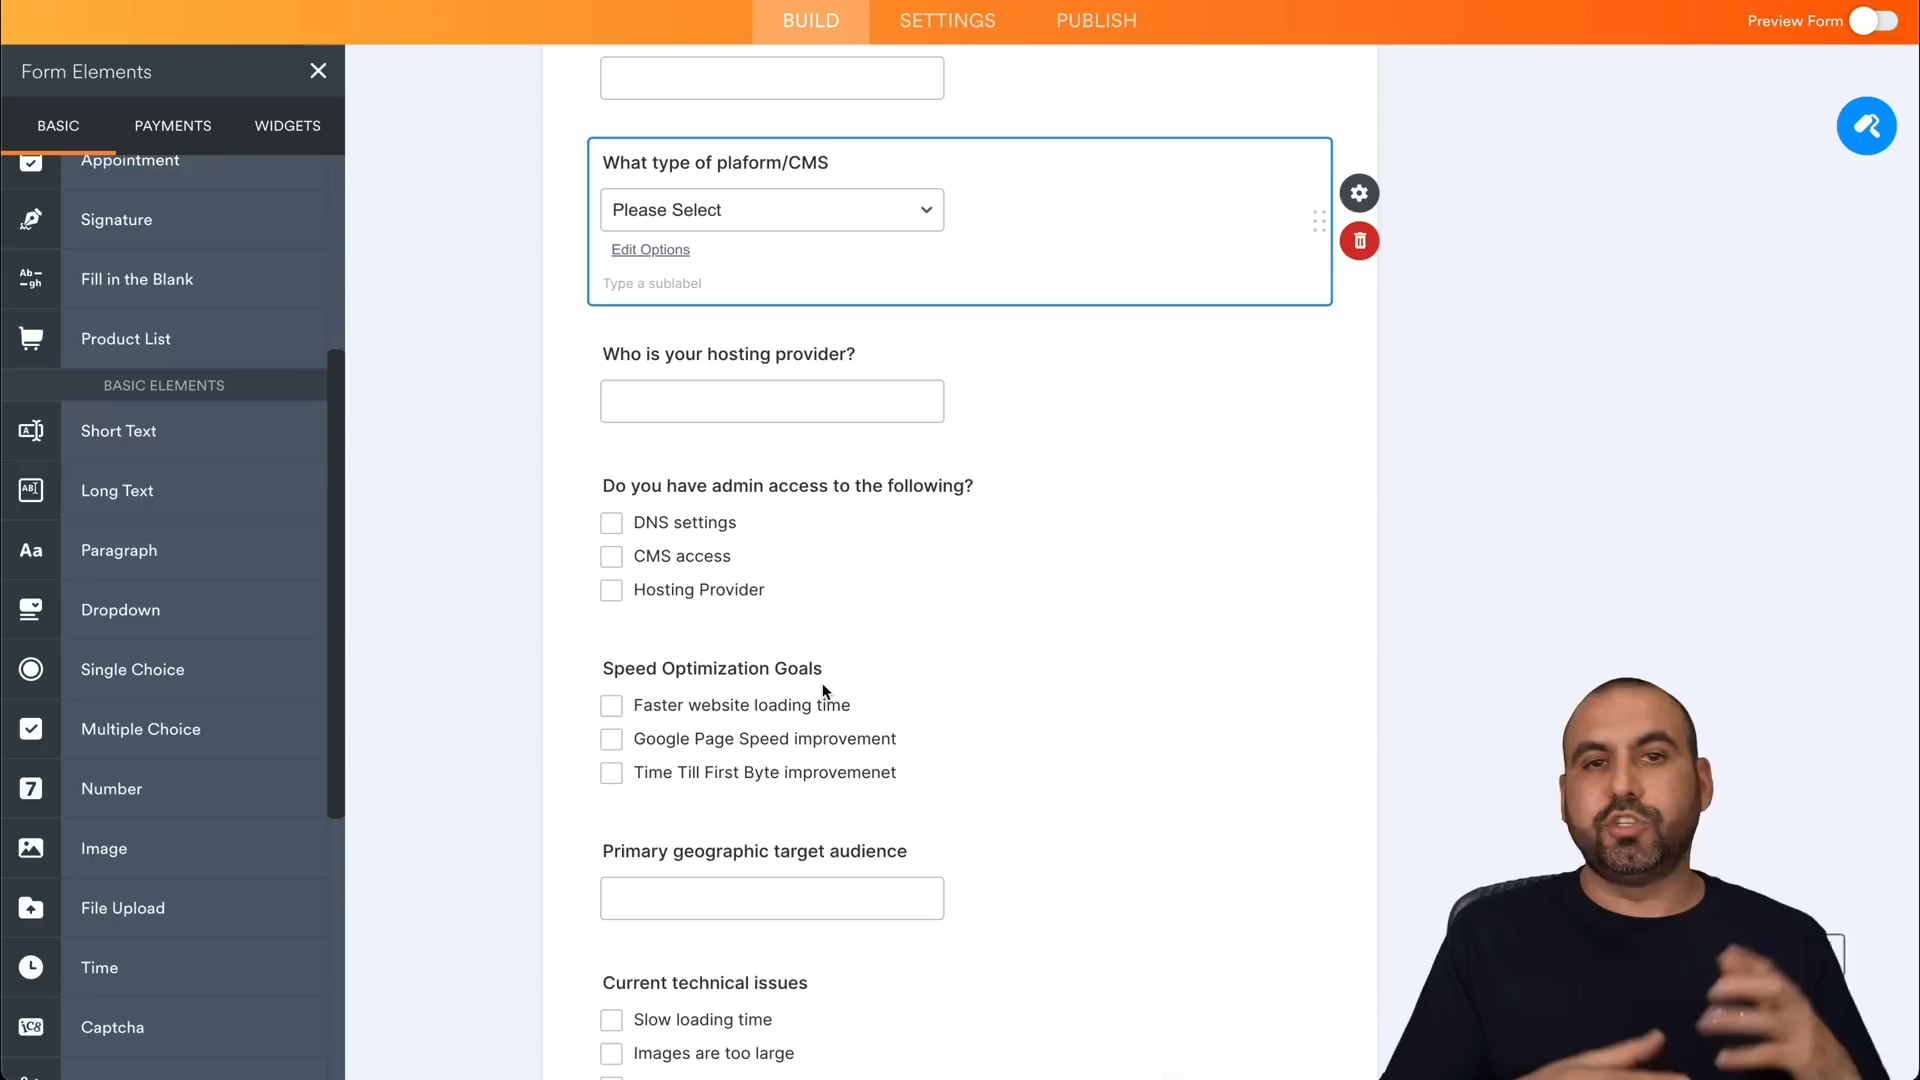 BUILD
SETTINGS
PUBLISH
Preview Form
Form Elements
BASIC
PAYMENTS
WIDGETS
Appointment
Signature
Ab
gh
Fill in the Blank
Product List
BASIC ELEMENTS
A
Short Text
AB
Long Text
Aa
Paragraph
Dropdown
Single Choice
Multiple Choice
7
Number
Image
File Upload
Time
Captcha
What type of plaform/CMS
Please Select
Edit Options
Type a sublabel
Who is your hosting provider?
Do you have admin access to the following?
DNS settings
CMS access
Hosting Provider
Speed Optimization Goals
Faster website loading time
Google Page Speed improvement
Time Till First Byte improvemenet
Primary geographic target audience
Current technical issues
Slow loading time
Images are too large